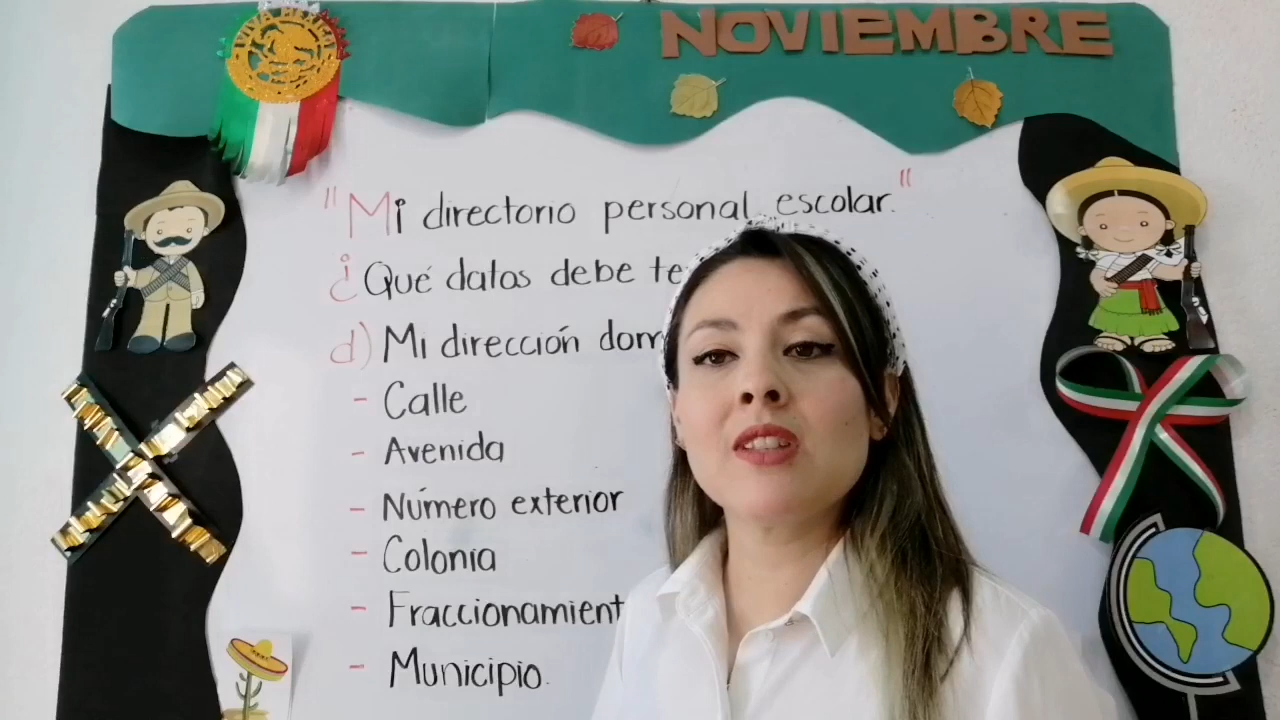 NOVIEMBRE
"Mi directorio personal escolar."
¿Qué datos debe te
d) Mi dirección dom
- Calle
- Avenida
- Número exterior
- Colonia
- Fraccionamient
- Municipio.